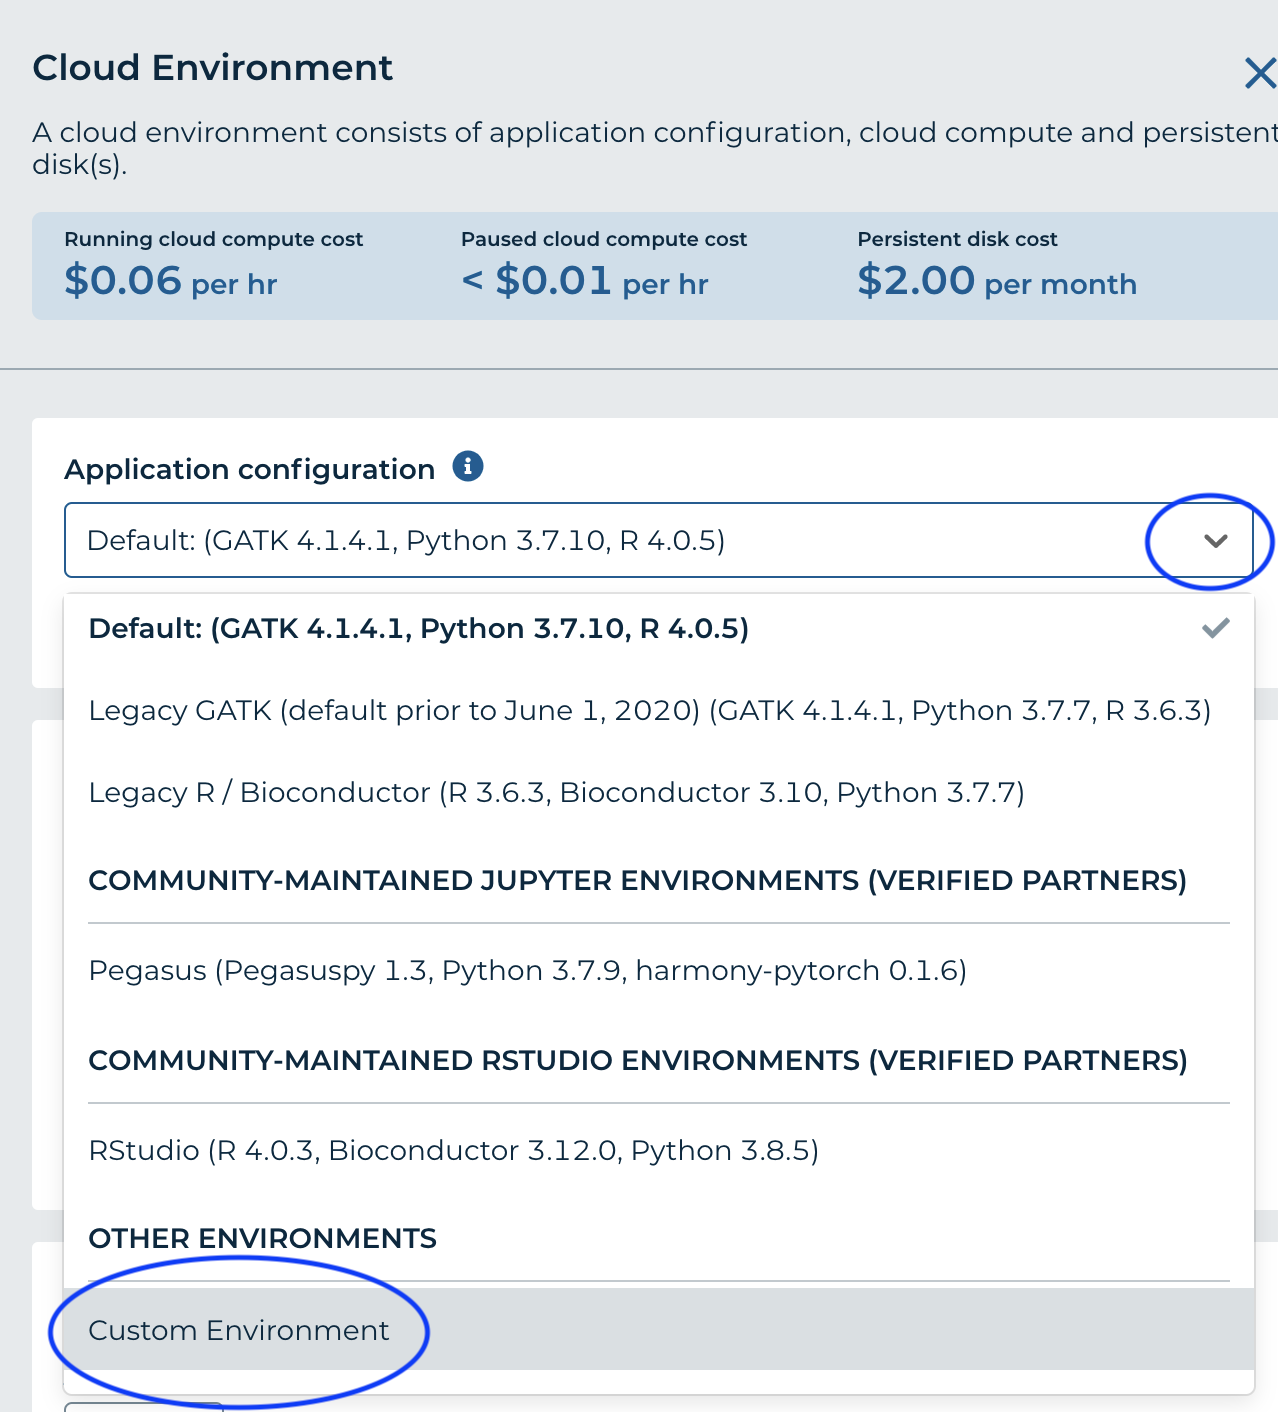 Cloud Environment
A cloud environment consists of application configuration, cloud compute and persistent
disk(s).
Running cloud compute cost
$0.06 per hr
Paused cloud compute cost
< $0.01 per hr
Persistent disk cost
$2.00 per month
Application configuration
Default: (GATK 4.1.4.1, Python 3.7.10, R 4.0.5)
Default: (GATK 4.1.4.1, Python 3.7.10, R 4.0.5)
Legacy GATK (default prior to June 1, 2020) (GATK 4.1.4.1, Python 3.7.7, R 3.6.3)
Legacy R / Bioconductor (R 3.6.3, Bioconductor 3.10, Python 3.7.7)
COMMUNITY-MAINTAINED JUPYTER ENVIRONMENTS (VERIFIED PARTNERS)
Pegasus (Pegasuspy 1.3, Python 3.7.9, harmony-pytorch 0.1.6)
COMMUNITY-MAINTAINED RSTUDIO ENVIRONMENTS (VERIFIED PARTNERS)
RStudio (R 4.0.3, Bioconductor 3.12.0, Python 3.8.5)
OTHER ENVIRONMENTS
Custom Environment